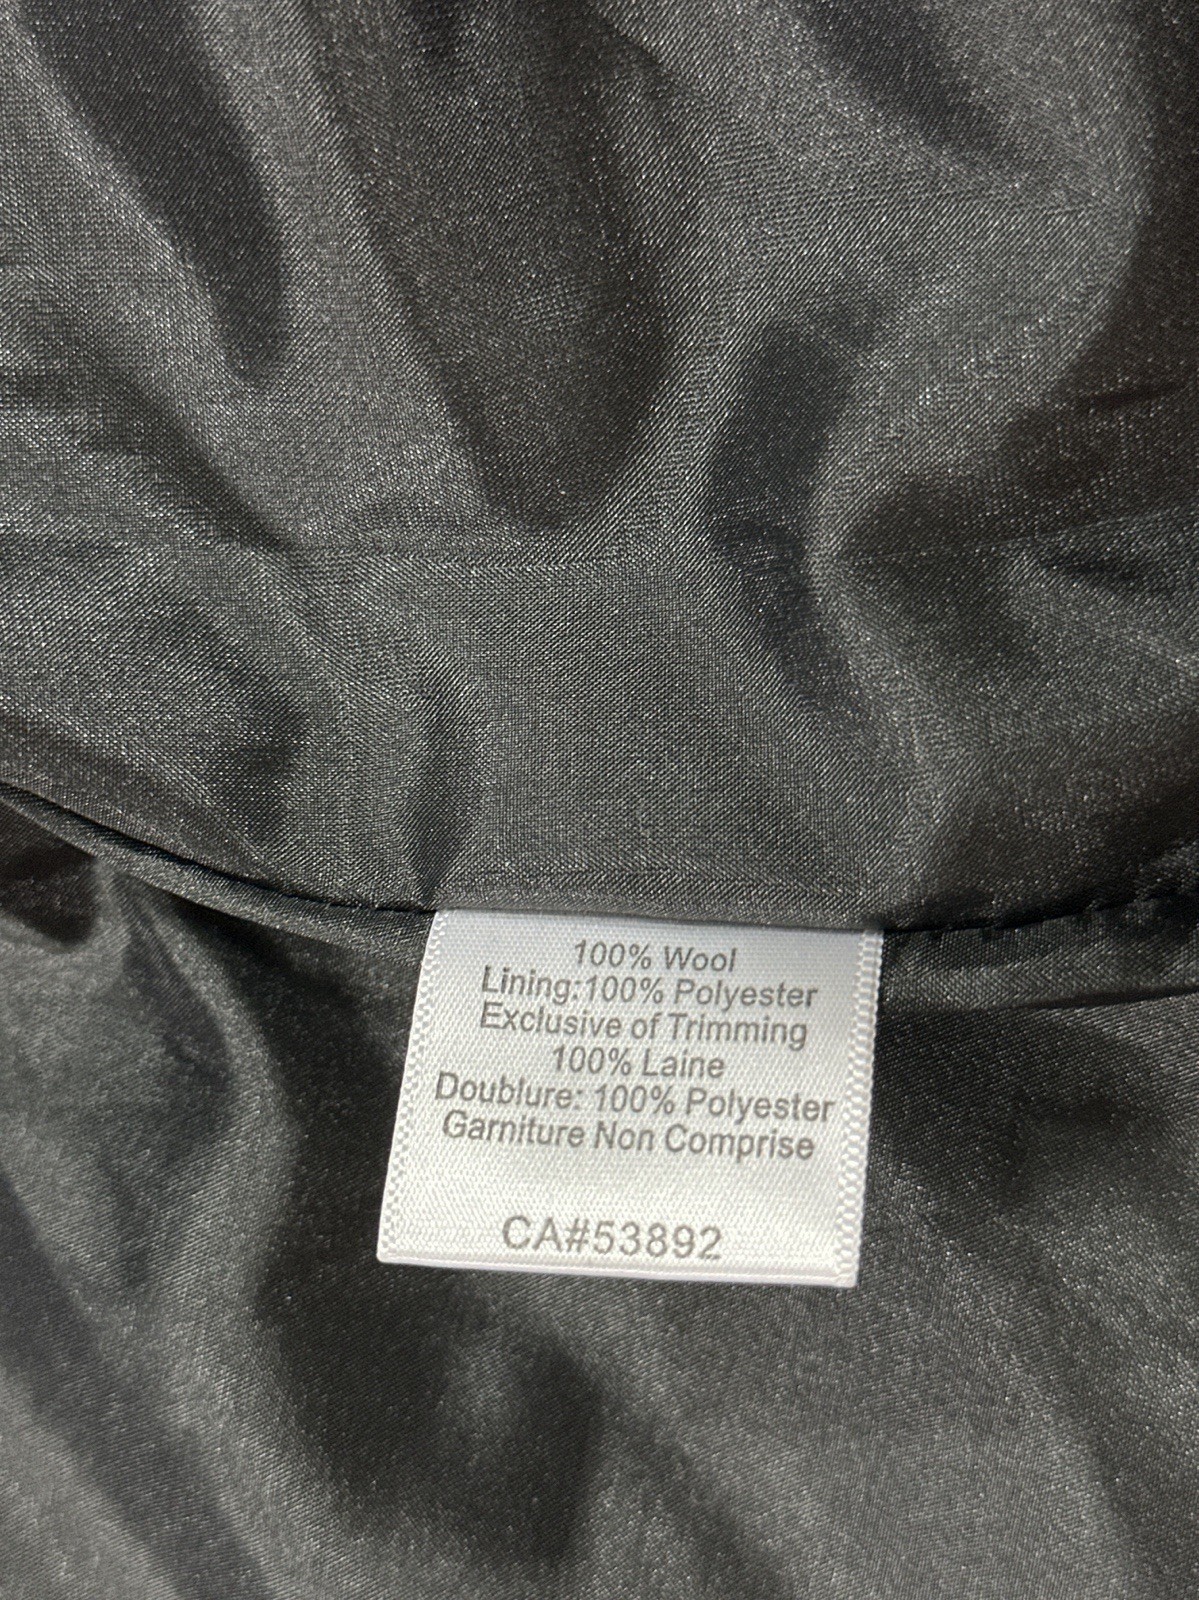 100% Wool
Lining:100% Polyester
Exclusive of Trimming
100% Laine
Doublure: 100% Polyester
Garniture Non Comprise
CA#53892